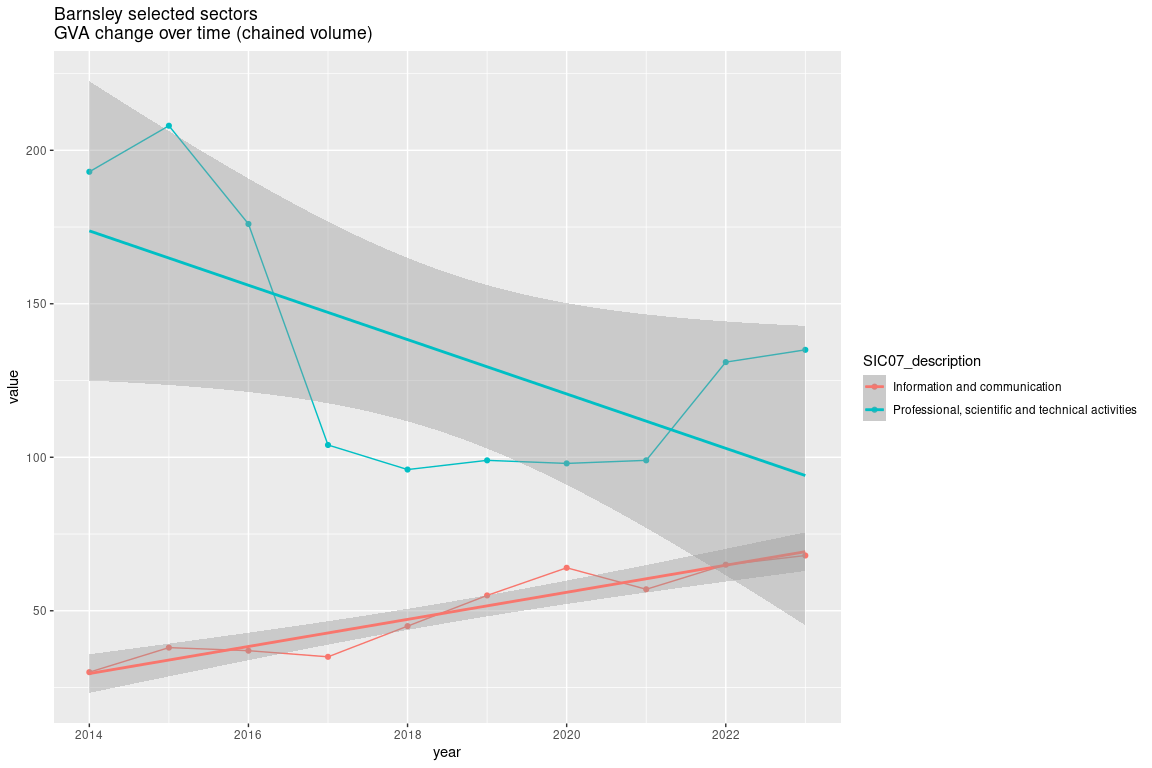 Barnsley selected sectors
GVA change over time (chained volume)
200
150
100
50
value
2014
2016
2018
2020
2022
year
SIC07_description
Information and communication
Professional, scientific and technical activities